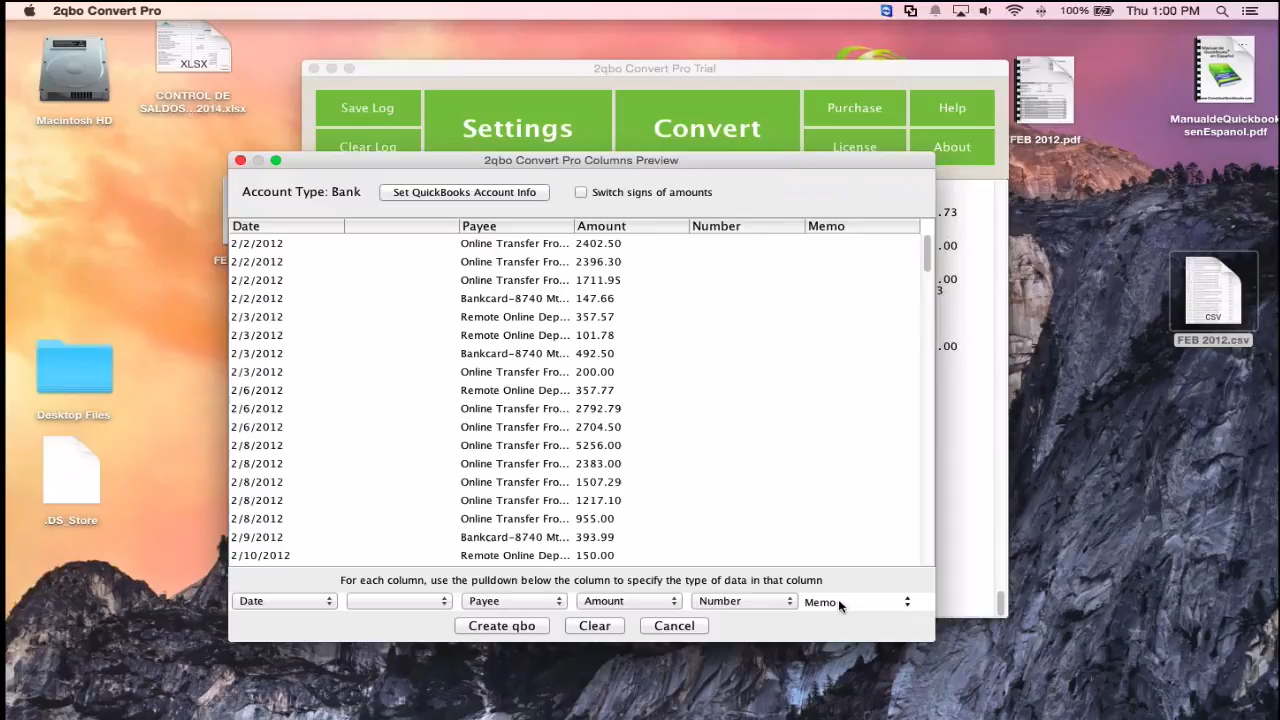 2qbo Convert Pro
100%
Thu 1:00 PM
XLSX
CONTROL DE
SALDOS...2014.xlsx
Macintosh HD
2qbo Convert Pro Trial
Save Log
Settings
Convert
Purchase
Help
Clear Log
License
About
FEB 2012.pdf
Manual de
QuickBooks
en Español
ManualdeQuickbook
senEspanol.pdf
2qbo Convert Pro Columns Preview
Account Type: Bank
Set QuickBooks Account Info
Switch signs of amounts
.73
.00
.00
3
.00
FE
Date Payee Amount Number Memo
2/2/2012 Online Transfer Fro... 2402.50
2/2/2012 Online Transfer Fro... 2396.30
2/2/2012 Online Transfer Fro... 1711.95
2/2/2012 Bankcard-8740 Mt... 147.66
2/3/2012 Remote Online Dep... 357.57
2/3/2012 Remote Online Dep... 101.78
2/3/2012 Bankcard-8740 Mt... 492.50
2/3/2012 Online Transfer Fro... 200.00
2/6/2012 Remote Online Dep... 357.77
2/6/2012 Online Transfer Fro... 2792.79
2/6/2012 Online Transfer Fro... 2704.50
2/8/2012 Online Transfer Fro... 5256.00
2/8/2012 Online Transfer Fro... 2383.00
2/8/2012 Online Transfer Fro... 1507.29
2/8/2012 Online Transfer Fro... 1217.10
2/8/2012 Online Transfer Fro... 955.00
2/9/2012 Bankcard-8740 Mt... 393.99
2/10/2012 Remote Online Dep... 150.00
For each column, use the pulldown below the column to specify the type of data in that column
Date Payee Amount Number Memo
Create qbo Clear Cancel
CSV
FEB 2012.csv
Desktop Files
.DS_Store